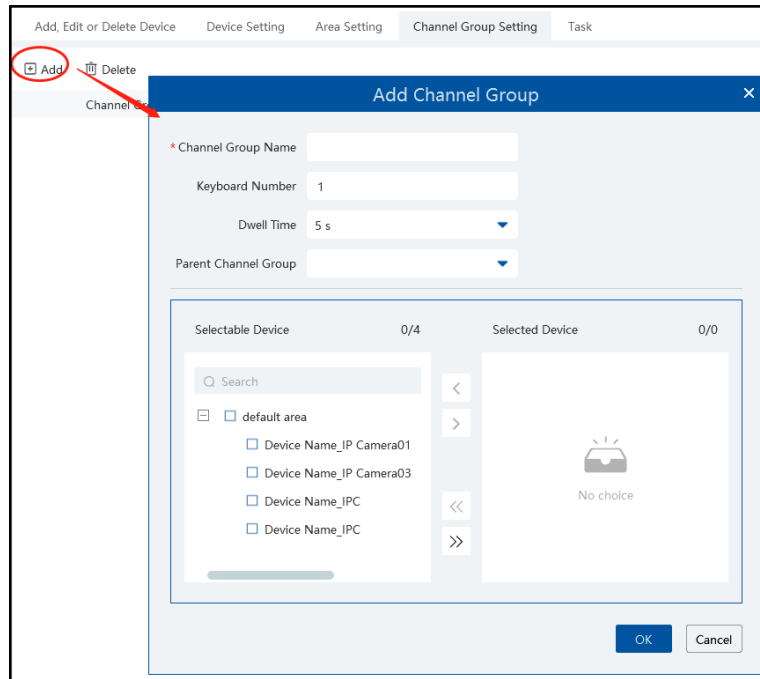 Add, Edit or Delete Device Device Setting Area Setting Channel Group Setting Task
Add Delete
Channel Gr
Add Channel Group
* Channel Group Name
Keyboard Number 1
Dwell Time 5 s
Parent Channel Group
Selectable Device 0/4 Selected Device 0/0
Search
default area
Device Name_IP Camera01
Device Name_IP Camera03
Device Name_IPC
Device Name_IPC
No choice
OK Cancel